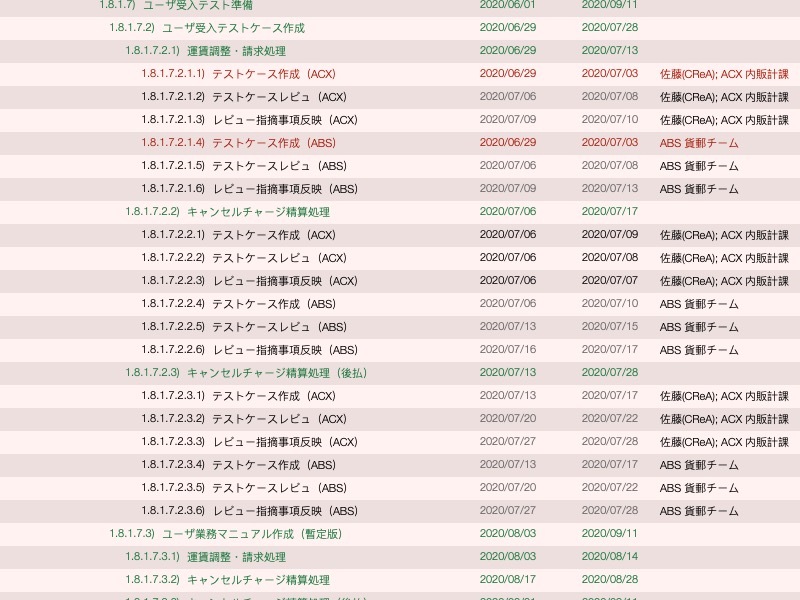 1.8.1.7) ユーザ受入テスト準備 2020/06/01 2020/09/11
1.8.1.7.2) ユーザ受入テストケース作成 2020/06/29 2020/07/28
1.8.1.7.2.1) 運賃調整・請求処理 2020/06/29 2020/07/13
1.8.1.7.2.1.1) テストケース作成（ACX） 2020/06/29 2020/07/03 佐藤(CReA); ACX 内販計課
1.8.1.7.2.1.2) テストケースレビュ（ACX) 2020/07/06 2020/07/08 佐藤(CReA); ACX 内販計課
1.8.1.7.2.1.3) レビュー指摘事項反映（ACX) 2020/07/09 2020/07/10 佐藤(CReA); ACX 内販計課
1.8.1.7.2.1.4) テストケース作成（ABS） 2020/06/29 2020/07/03 ABS 貨郵チーム
1.8.1.7.2.1.5) テストケースレビュ（ABS) 2020/07/06 2020/07/08 ABS 貨郵チーム
1.8.1.7.2.1.6) レビュー指摘事項反映（ABS) 2020/07/09 2020/07/13 ABS 貨郵チーム
1.8.1.7.2.2) キャンセルチャージ精算処理 2020/07/06 2020/07/17
1.8.1.7.2.2.1) テストケース作成（ACX） 2020/07/06 2020/07/09 佐藤(CReA); ACX 内販計課
1.8.1.7.2.2.2) テストケースレビュ（ACX) 2020/07/06 2020/07/08 佐藤(CReA); ACX 内販計課
1.8.1.7.2.2.3) レビュー指摘事項反映（ACX) 2020/07/06 2020/07/07 佐藤(CReA); ACX 内販計課
1.8.1.7.2.2.4) テストケース作成（ABS） 2020/07/06 2020/07/10 ABS 貨郵チーム
1.8.1.7.2.2.5) テストケースレビュ（ABS) 2020/07/13 2020/07/15 ABS 貨郵チーム
1.8.1.7.2.2.6) レビュー指摘事項反映（ABS) 2020/07/16 2020/07/17 ABS 貨郵チーム
1.8.1.7.2.3) キャンセルチャージ精算処理（後払） 2020/07/13 2020/07/28
1.8.1.7.2.3.1) テストケース作成（ACX） 2020/07/13 2020/07/17 佐藤(CReA); ACX 内販計課
1.8.1.7.2.3.2) テストケースレビュ（ACX) 2020/07/20 2020/07/22 佐藤(CReA); ACX 内販計課
1.8.1.7.2.3.3) レビュー指摘事項反映（ACX) 2020/07/27 2020/07/28 佐藤(CReA); ACX 内販計課
1.8.1.7.2.3.4) テストケース作成（ABS） 2020/07/13 2020/07/17 ABS 貨郵チーム
1.8.1.7.2.3.5) テストケースレビュ（ABS) 2020/07/20 2020/07/22 ABS 貨郵チーム
1.8.1.7.2.3.6) レビュー指摘事項反映（ABS) 2020/07/27 2020/07/28 ABS 貨郵チーム
1.8.1.7.3) ユーザ業務マニュアル作成（暫定版） 2020/08/03 2020/09/11
1.8.1.7.3.1) 運賃調整・請求処理 2020/08/03 2020/08/14
1.8.1.7.3.2) キャンセルチャージ精算処理 2020/08/17 2020/08/28